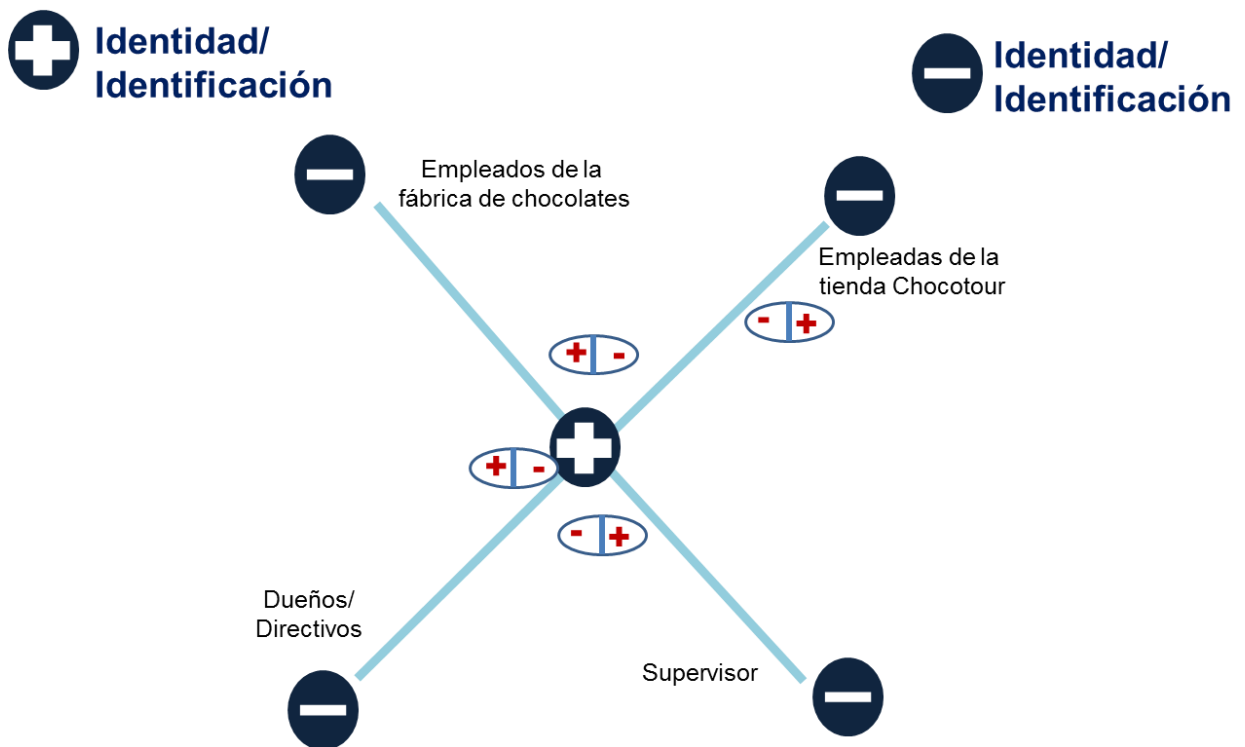 Identidad/
Identificación
Identidad/
Identificación
Empleados de la
fábrica de chocolates
Empleadas de la
tienda Chocotour
- +
+ -
+ -
- +
Dueños/
Directivos
Supervisor